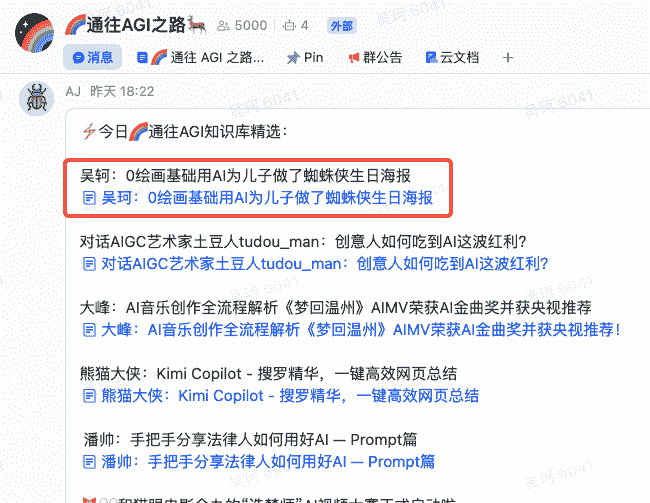 🌈通往AGI之路🦌 5000 4 外部
消息 🌈 通往 AGI 之路... 📌 Pin 群公告 云文档 +
AJ 昨天 18:22
⚡今日🌈通往AGI知识库精选：
吴轲：0绘画基础用AI为儿子做了蜘蛛侠生日海报
吴珂：0绘画基础用AI为儿子做了蜘蛛侠生日海报
对话AIGC艺术家土豆人tudou_man：创意人如何吃到AI这波红利？
对话AIGC艺术家土豆人tudou_man：创意人如何吃到AI这波红利？
大峰：AI音乐创作全流程解析《梦回温州》AIMV荣获AI金曲奖并获央视推荐
大峰：AI音乐创作全流程解析《梦回温州》AIMV荣获AI金曲奖并获央视推荐！
熊猫大侠：Kimi Copilot - 搜罗精华，一键高效网页总结
熊猫大侠：Kimi Copilot - 搜罗精华，一键高效网页总结
潘帅：手把手分享法律人如何用好AI — Prompt篇
潘帅：手把手分享法律人如何用好AI — Prompt篇
吴珂 6041